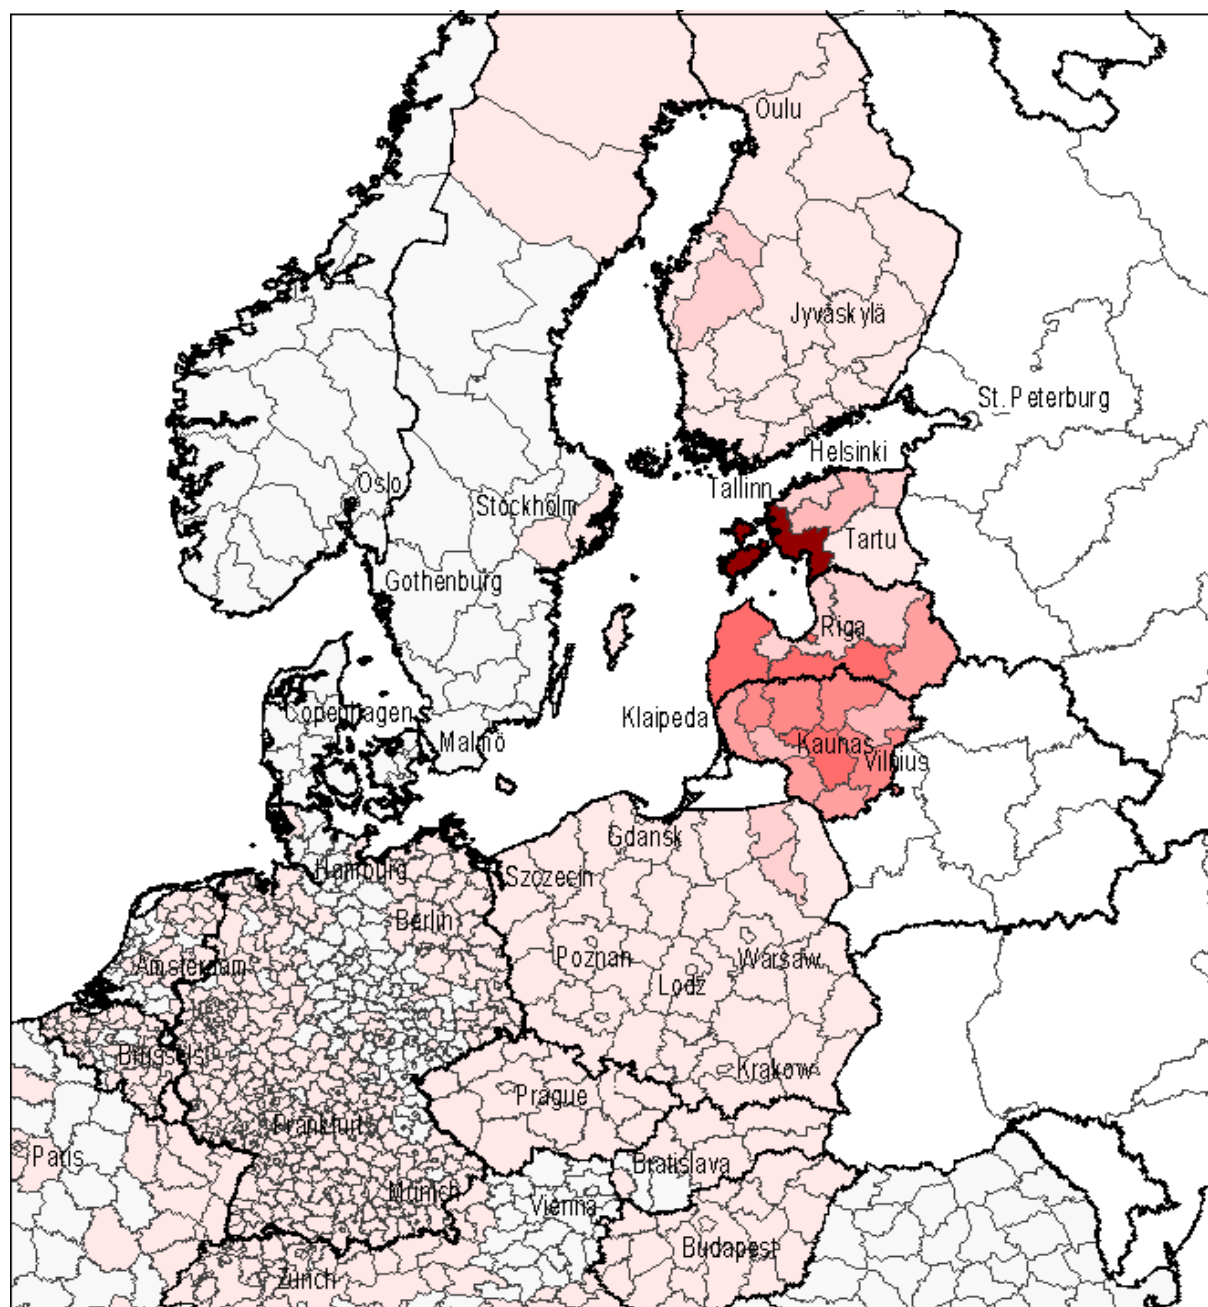 Oulu
Jyväskylä
St. Peterburg
Helsinki
Oslo
Stockholm
Tallinn
Tartu
Gothenburg
Riga
Copenhagen
Malmö
Klaipeda
Kaunas
Vilnius
Gdansk
Hamburg
Szczecin
Berlin
Amsterdam
Poznan
Warsaw
Lodz
Brussels
Krakow
Prague
Frankfurt
Paris
Bratislava
Munich
Vienna
Budapest
Zurich